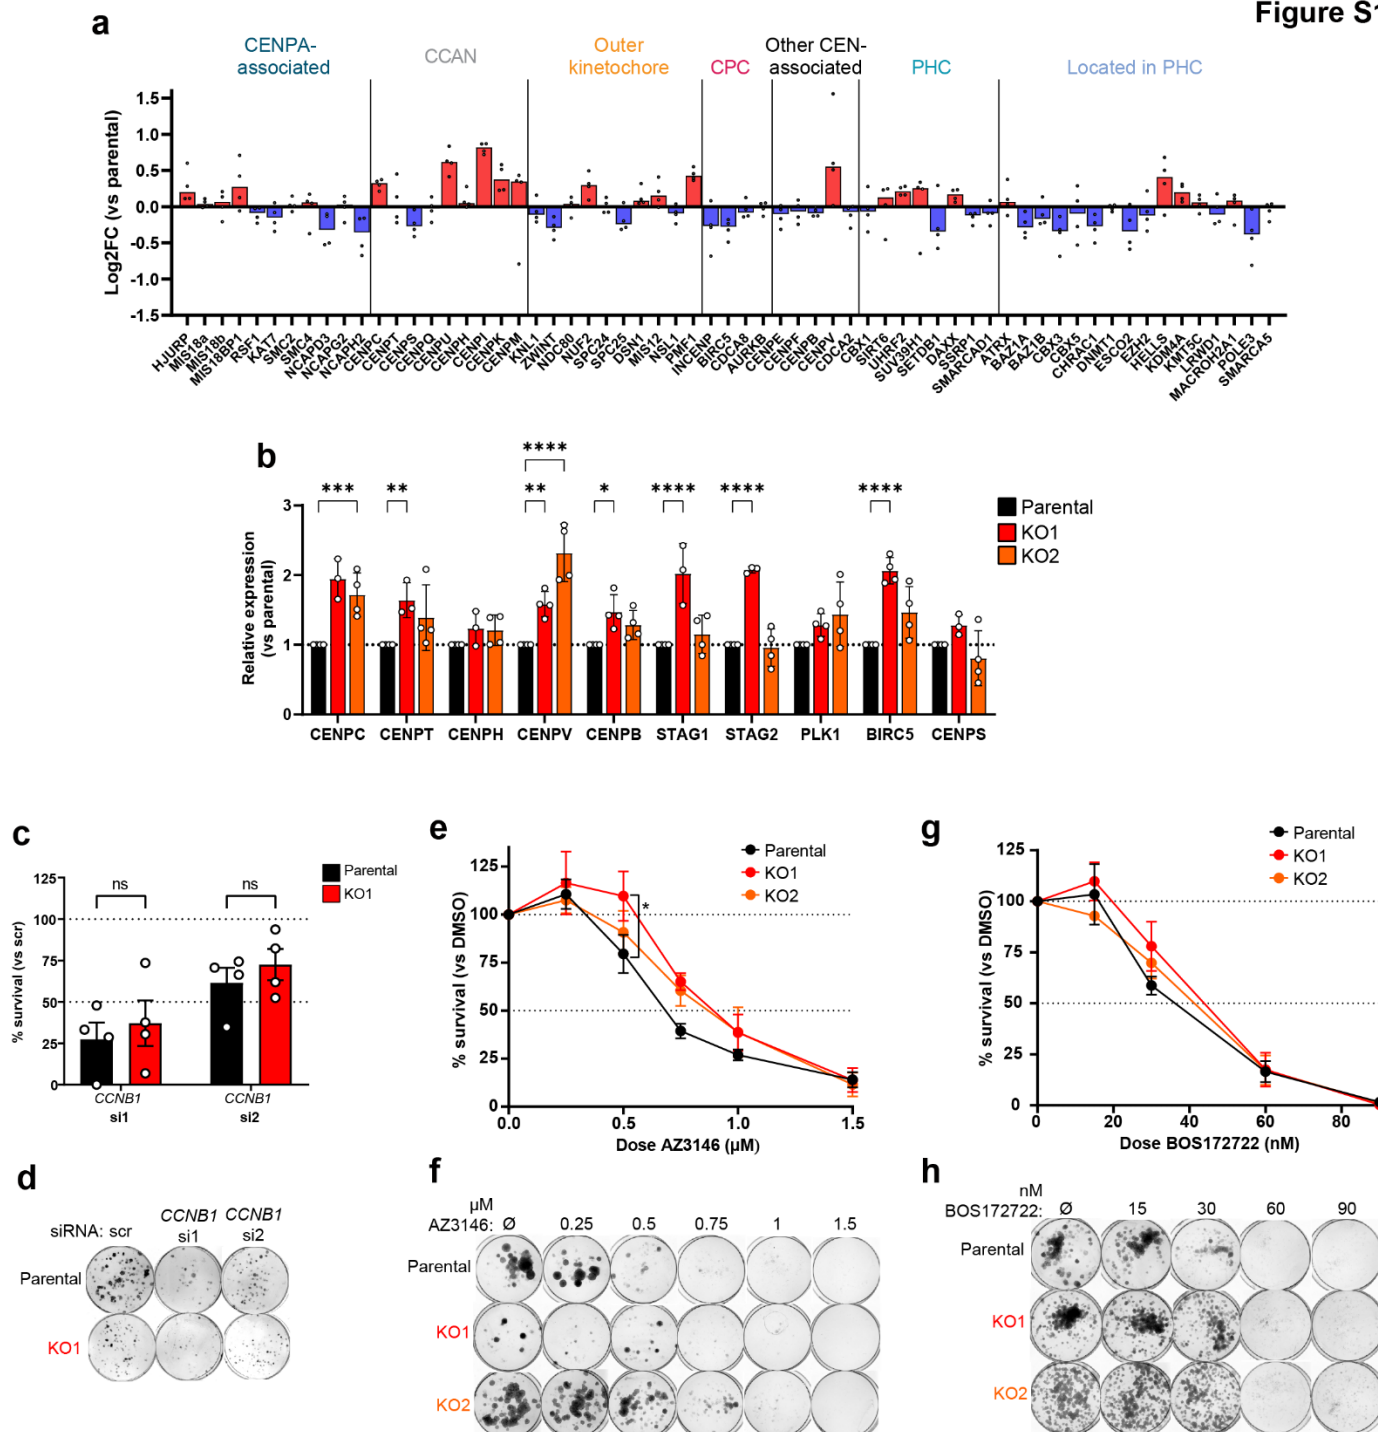 Figure S1
a
CENPA-
associated
CCAN
Outer
kinetochore
CPC
Other CEN-
associated
PHC
Located in PHC
Log2FC (vs parental)
1.5
1.0
0.5
0.0
-0.5
-1.0
-1.5
HJURP
MIS18a
MIS18b
MIS18BP1
RSF1
KAT7
SMC2
SMC4
NCAPD3
NCAPG2
NCAPH2
CENPC
CENPT
CENPS
CENPQ
CENPU
CENPH
CENPI
CENPK
CENPM
KNL1
ZWINT
NDC80
NUF2
SPC24
SPC25
DSN1
MIS12
NSL1
PMF1
INCENP
BIRC5
CDCA8
AURKB
CENPE
CENPF
CENPB
CENPV
CDCA2
CBX1
SIRT6
UHRF2
SUV39H1
SETDB1
DAXX
SSRP1
SMARCAD1
ATRX
BAZ1A
BAZ1B
CBX3
CBX5
CHRAC1
DNMT1
ESCO2
EZH2
HELLS
KDM4A
KMT5C
LRWD1
MACROH2A1
POLE3
SMARCA5
b
Relative expression
(vs parental)
3
2
1
0
***
**
****
**
*
****
****
****
Parental
KO1
KO2
CENPC
CENPT
CENPH
CENPV
CENPB
STAG1
STAG2
PLK1
BIRC5
CENPS
c
% survival (vs scr)
125
100
75
50
25
0
ns
ns
Parental
KO1
CCNB1
si1
CCNB1
si2
e
% survival (vs DMSO)
125
100
75
50
25
0
*
Parental
KO1
KO2
0.0
0.5
1.0
1.5
Dose AZ3146 (µM)
g
% survival (vs DMSO)
125
100
75
50
25
0
Parental
KO1
KO2
0
20
40
60
80
Dose BOS172722 (nM)
d
siRNA: scr
CCNB1
si1
CCNB1
si2
Parental
KO1
f
µM
AZ3146: Ø 0.25 0.5 0.75 1 1.5
Parental
KO1
KO2
h
nM
BOS172722: Ø 15 30 60 90
Parental
KO1
KO2